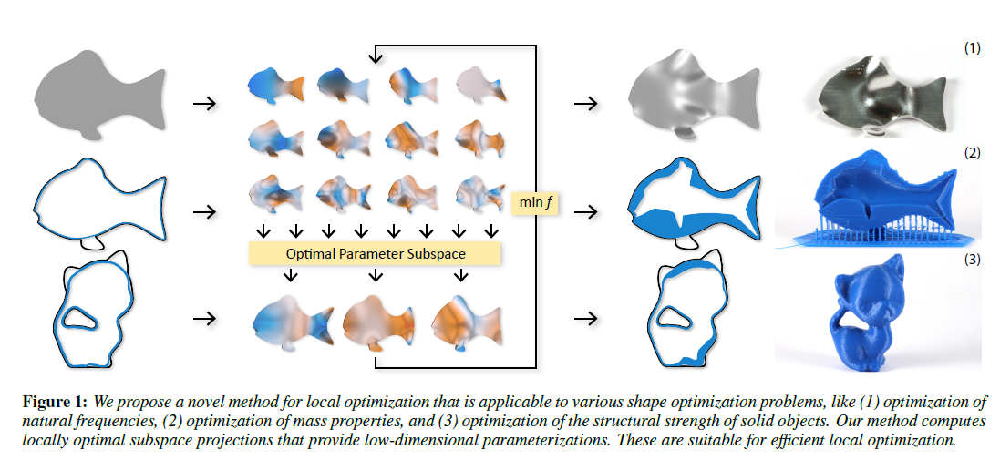 (1)
(2)
min f
Optimal Parameter Subspace
(3)
Figure 1: We propose a novel method for local optimization that is applicable to various shape optimization problems, like (1) optimization of
natural frequencies, (2) optimization of mass properties, and (3) optimization of the structural strength of solid objects. Our method computes
locally optimal subspace projections that provide low-dimensional parameterizations. These are suitable for efficient local optimization.